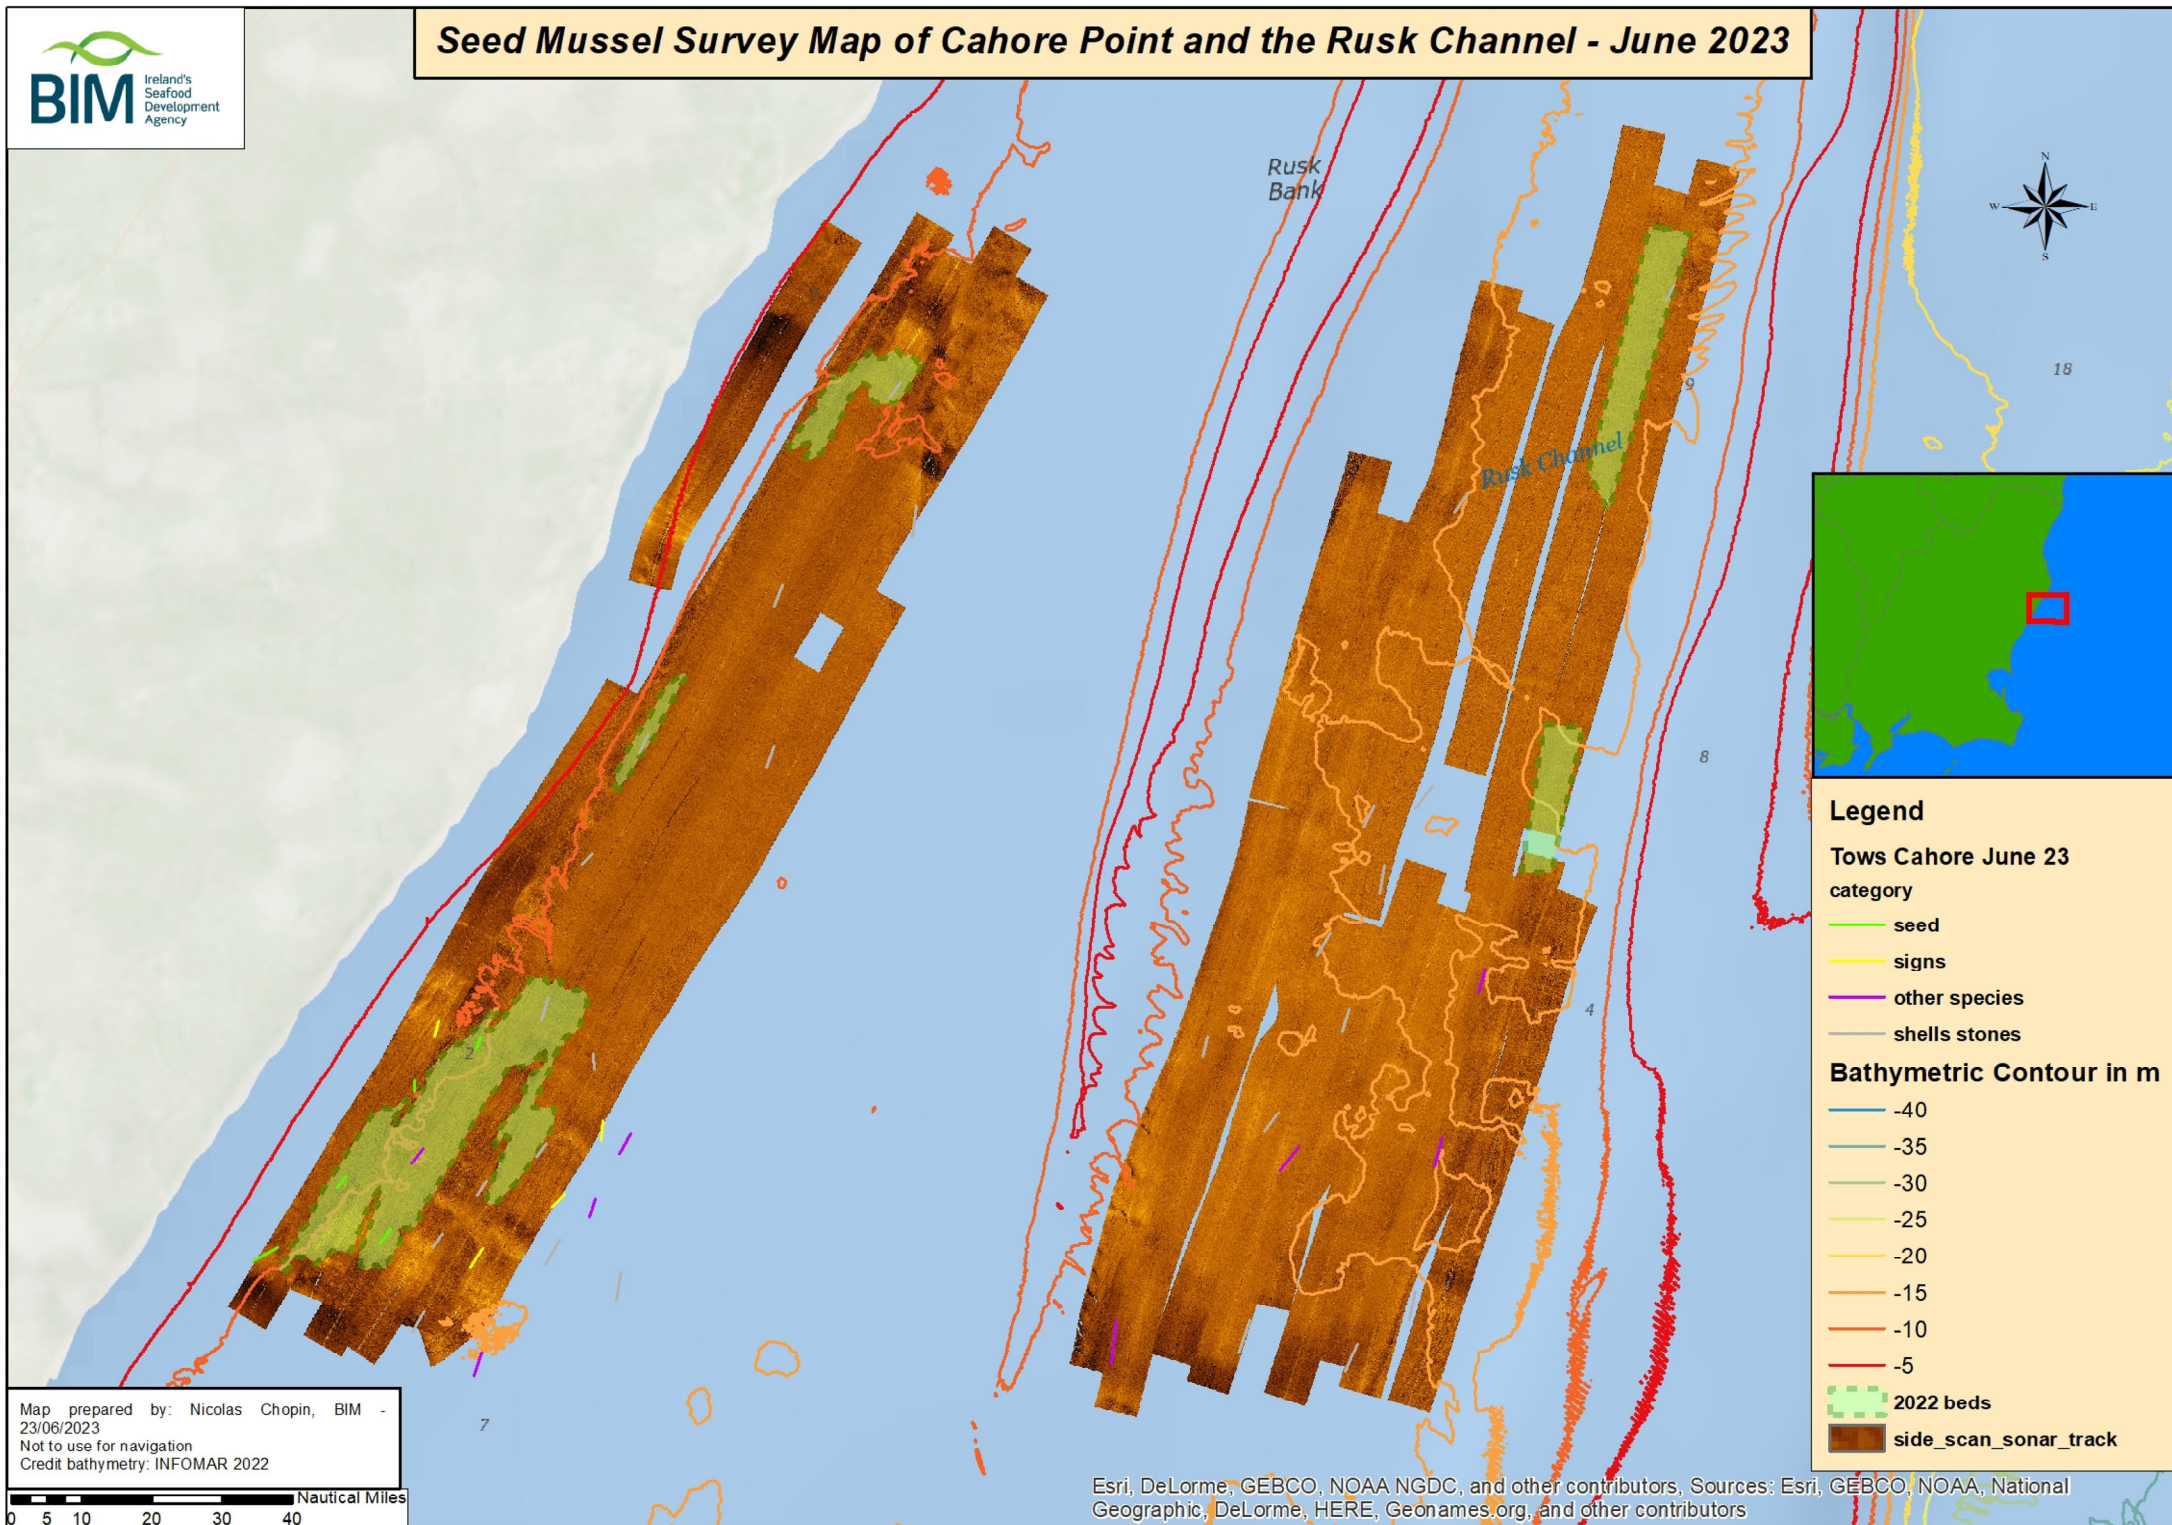 Seed Mussel Survey Map of Cahore Point and the Rusk Channel - June 2023
BIM
Ireland's
Seafood
Development
Agency
Rusk
Bank
N
W
E
S
18
9
Rusk Channel
8
4
2
7
Legend
Tows Cahore June 23
category
seed
signs
other species
shells stones
Bathymetric Contour in m
-40
-35
-30
-25
-20
-15
-10
-5
2022 beds
side_scan_sonar_track
Map prepared by: Nicolas Chopin, BIM -
23/06/2023
Not to use for navigation
Credit bathymetry: INFOMAR 2022
Nautical Miles
0 5 10 20 30 40
Esri, DeLorme, GEBCO, NOAA NGDC, and other contributors, Sources: Esri, GEBCO, NOAA, National
Geographic, DeLorme, HERE, Geonames.org, and other contributors